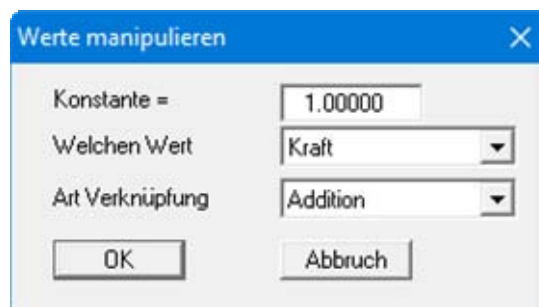 Werte manipulieren
Konstante = 1.00000
Welchen Wert Kraft
Art Verknüpfung Addition
OK Abbruch